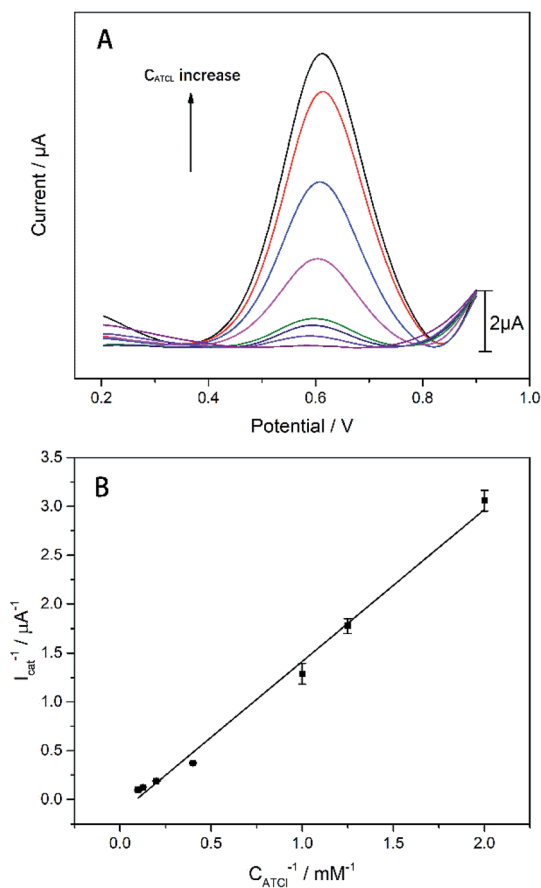 A
CATCL increase
Current / μA
2μA
0.2 0.4 0.6 0.8 1.0
Potential / V
B
3.5
3.0
2.5
2.0
1.5
1.0
0.5
0.0
Icat-1 / μA-1
0.0 0.5 1.0 1.5 2.0
CATCl-1 / mM-1